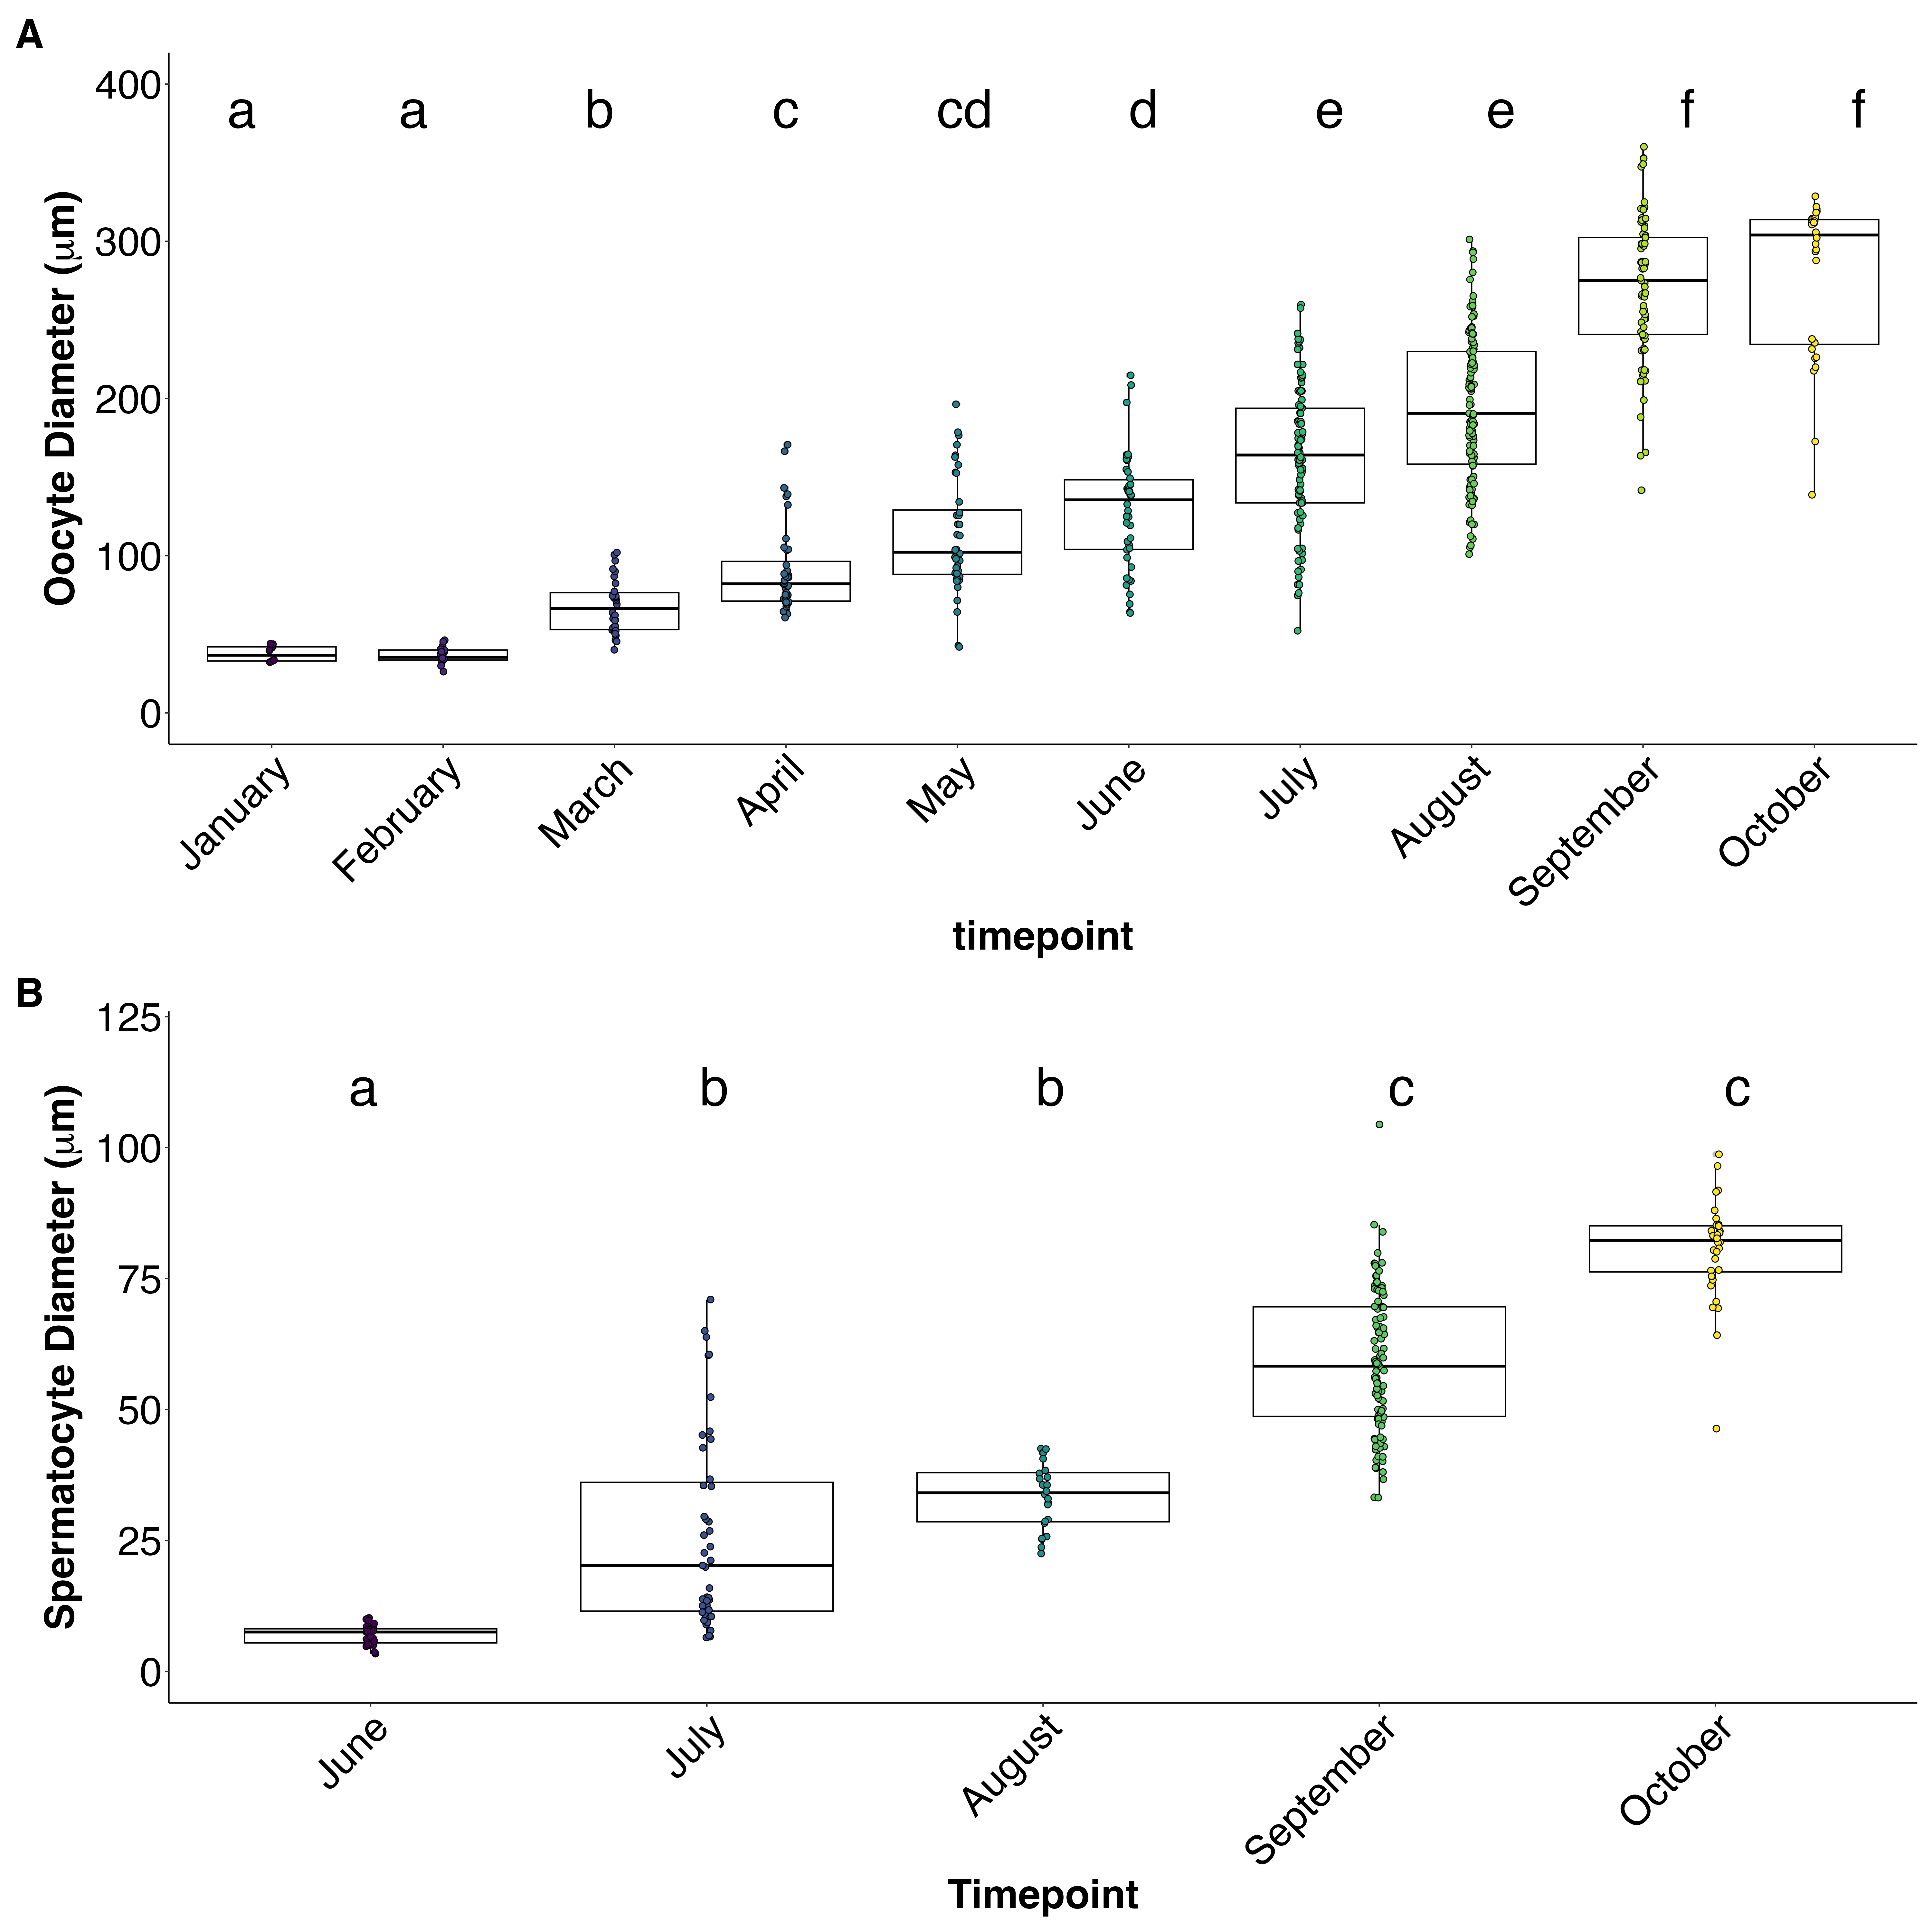 A
400
300
200
100
0
Oocyte Diameter (μm)
a a b c cd d e e f f
January February March April May June July August September October
timepoint
B
125
100
75
50
25
0
Spermatocyte Diameter (μm)
a b b c c
June July August September October
Timepoint